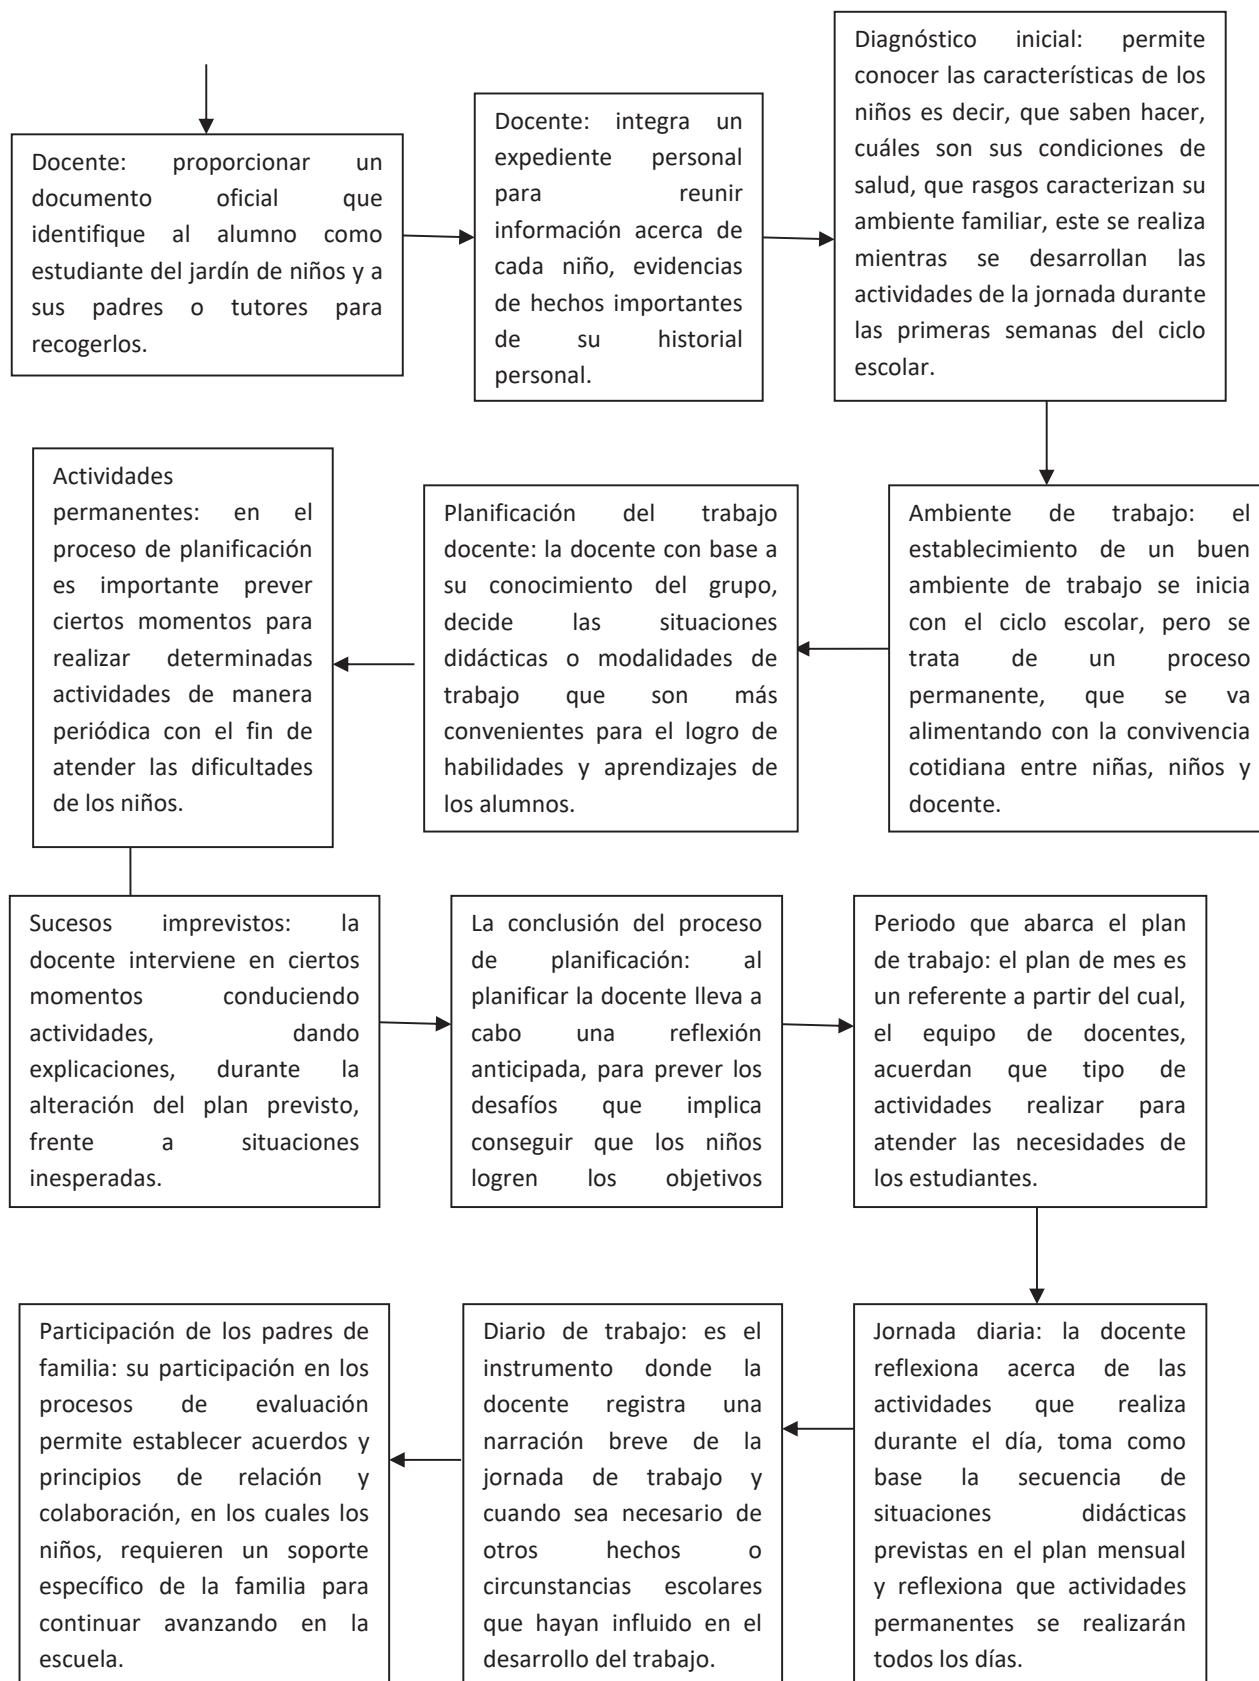 Docente: proporcionar un
documento oficial que
identifique al alumno como
estudiante del jardín de niños y a
sus padres o tutores para
recogerlos.
Docente: integra un
expediente personal
para reunir
información acerca de
cada niño, evidencias
de hechos importantes
de su historial
personal.
Diagnóstico inicial: permite
conocer las características de los
niños es decir, que saben hacer,
cuáles son sus condiciones de
salud, que rasgos caracterizan su
ambiente familiar, este se realiza
mientras se desarrollan las
actividades de la jornada durante
las primeras semanas del ciclo
escolar.
Ambiente de trabajo: el
establecimiento de un buen
ambiente de trabajo se inicia
con el ciclo escolar, pero se
trata de un proceso
permanente, que se va
alimentando con la convivencia
cotidiana entre niñas, niños y
docente.
Planificación del trabajo
docente: la docente con base a
su conocimiento del grupo,
decide las situaciones
didácticas o modalidades de
trabajo que son más
convenientes para el logro de
habilidades y aprendizajes de
los alumnos.
Actividades
permanentes: en el
proceso de planificación
es importante prever
ciertos momentos para
realizar determinadas
actividades de manera
periódica con el fin de
atender las dificultades
de los niños.
Sucesos imprevistos: la
docente interviene en ciertos
momentos conduciendo
actividades, dando
explicaciones, durante la
alteración del plan previsto,
frente a situaciones
inesperadas.
La conclusión del proceso
de planificación: al
planificar la docente lleva a
cabo una reflexión
anticipada, para prever los
desafíos que implica
conseguir que los niños
logren los objetivos
Periodo que abarca el plan
de trabajo: el plan de mes es
un referente a partir del cual,
el equipo de docentes,
acuerdan que tipo de
actividades realizar para
atender las necesidades de
los estudiantes.
Jornada diaria: la docente
reflexiona acerca de las
actividades que realiza
durante el día, toma como
base la secuencia de
situaciones didácticas
previstas en el plan mensual
y reflexiona que actividades
permanentes se realizarán
todos los días.
Diario de trabajo: es el
instrumento donde la
docente registra una
narración breve de la
jornada de trabajo y
cuando sea necesario de
otros hechos o
circunstancias escolares
que hayan influido en el
desarrollo del trabajo.
Participación de los padres de
familia: su participación en los
procesos de evaluación
permite establecer acuerdos y
principios de relación y
colaboración, en los cuales los
niños, requieren un soporte
específico de la familia para
continuar avanzando en la
escuela.